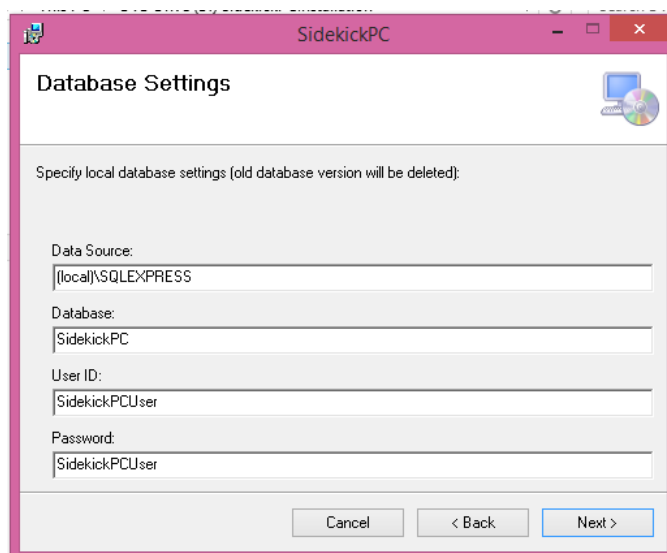 SidekickPC
Database Settings
Specify local database settings (old database version will be deleted):
Data Source:
(local)\SQLEXPRESS
Database:
SidekickPC
User ID:
SidekickPCUser
Password:
SidekickPCUser
Cancel
< Back
Next >